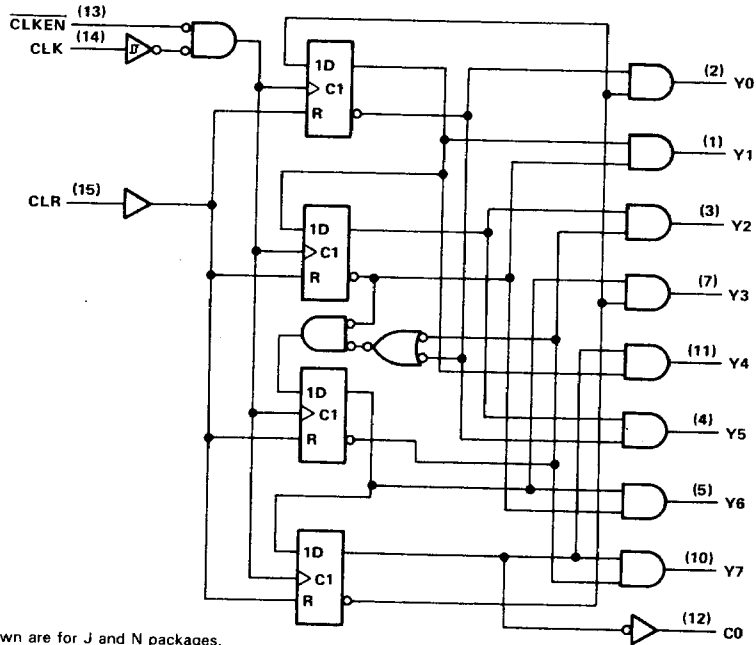 CLKEN (13)
CLK (14)
CLR (15)
1D
C1
R
1D
C1
R
1D
C1
R
1D
C1
R
(2) Y0
(1) Y1
(3) Y2
(7) Y3
(11) Y4
(4) Y5
(5) Y6
(10) Y7
(12) C0
wn are for J and N packages.